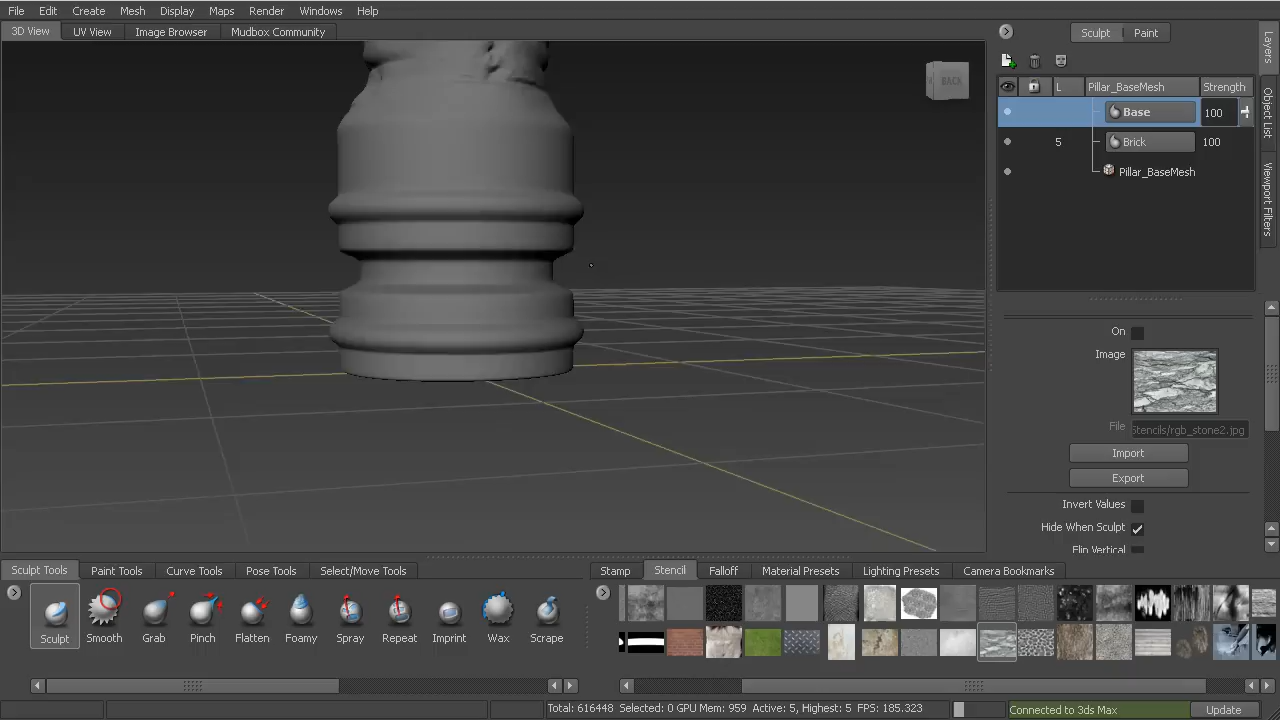 File Edit Create Mesh Display Maps Render Windows Help
3D View UV View Image Browser Mudbox Community
Sculpt Paint
Layers
Object List
Viewport Filters
BACK
L Pillar_BaseMesh Strength
Base 100
5 Brick 100
Pillar_BaseMesh
On
Image
File Stencils/rgb_stone2.jpg
Import
Export
Invert Values
Hide When Sculpt
Flip Vertical
Sculpt Tools Paint Tools Curve Tools Pose Tools Select/Move Tools
Stamp Stencil Falloff Material Presets Lighting Presets Camera Bookmarks
Sculpt Smooth Grab Pinch Flatten Foamy Spray Repeat Imprint Wax Scrape
Total: 616448 Selected: 0 GPU Mem: 959 Active: 5, Highest: 5 FPS: 185.323
Connected to 3ds Max
Update